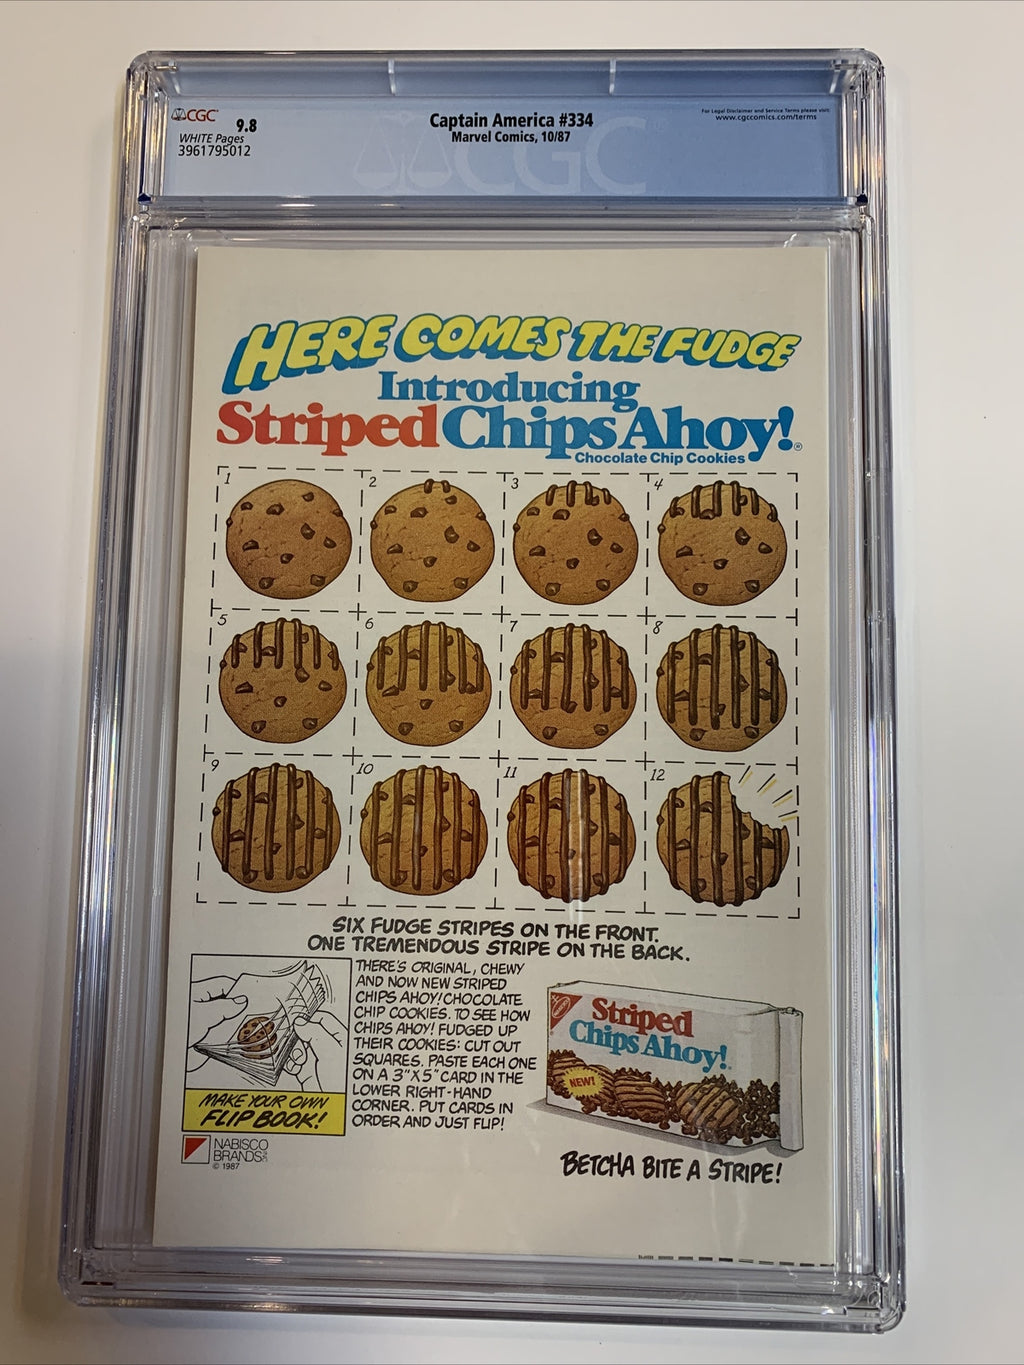 CGC
9.8
WHITE Pages
3961795012
Captain America #334
Marvel Comics, 10/87
For Legal Disclaimer and Service Terms please visit:
www.cgccomics.com/terms
CGC
HERE COMES THE FUDGE
Introducing
Striped Chips Ahoy!®
Chocolate Chip Cookies
1 2 3 4
5 6 7 8
9 10 11 12
SIX FUDGE STRIPES ON THE FRONT.
ONE TREMENDOUS STRIPE ON THE BACK.
MAKE YOUR OWN
FLIP BOOK!
THERE'S ORIGINAL, CHEWY
AND NOW NEW STRIPED
CHIPS AHOY! CHOCOLATE
CHIP COOKIES. TO SEE HOW
CHIPS AHOY! FUDGED UP
THEIR COOKIES: CUT OUT
SQUARES. PASTE EACH ONE
ON A 3"X5" CARD IN THE
LOWER RIGHT-HAND
CORNER. PUT CARDS IN
ORDER AND JUST FLIP!
NABISCO
BRANDS
© 1987
Striped
Chips Ahoy!
NEW!
BETCHA BITE A STRIPE!